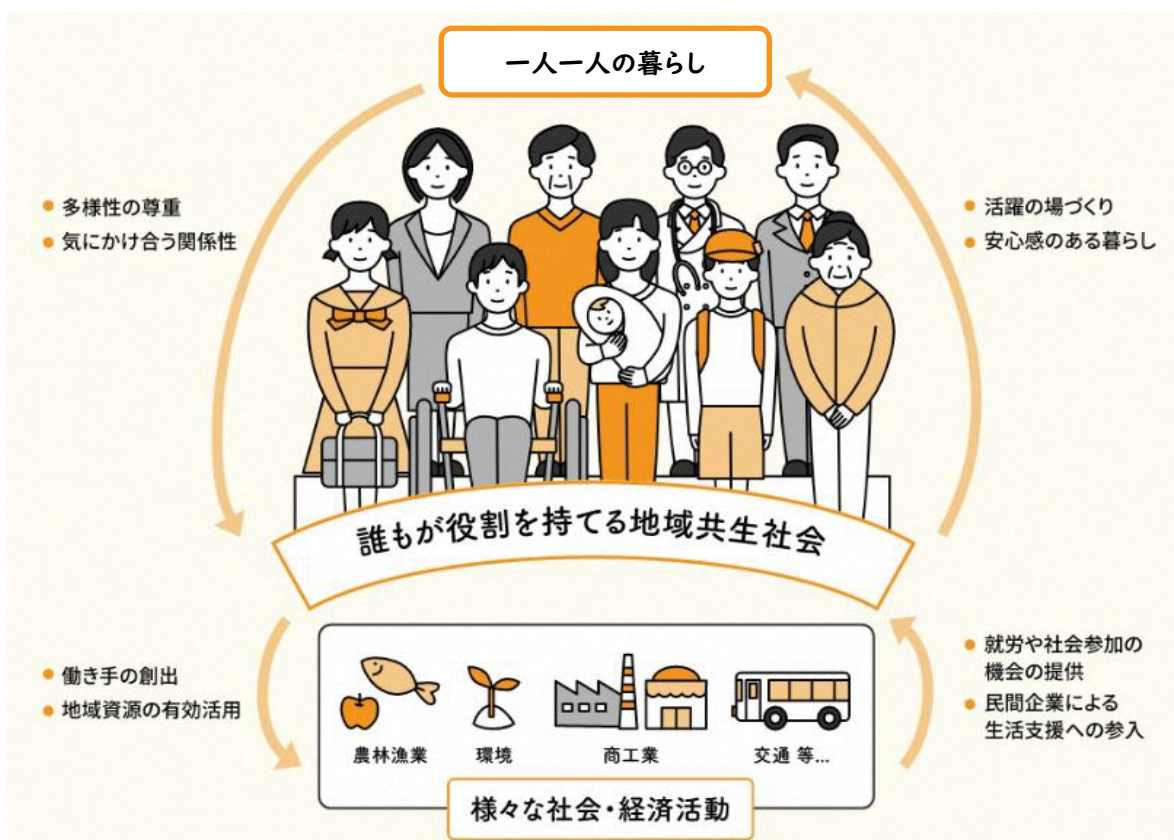 一人一人の暮らし
多様性の尊重
気にかけ合う関係性
活躍の場づくり
安心感のある暮らし
誰もが役割を持てる地域共生社会
働き手の創出
地域資源の有効活用
就労や社会参加の
機会の提供
民間企業による
生活支援への参入
農林漁業
環境
商工業
交通 等...
様々な社会・経済活動